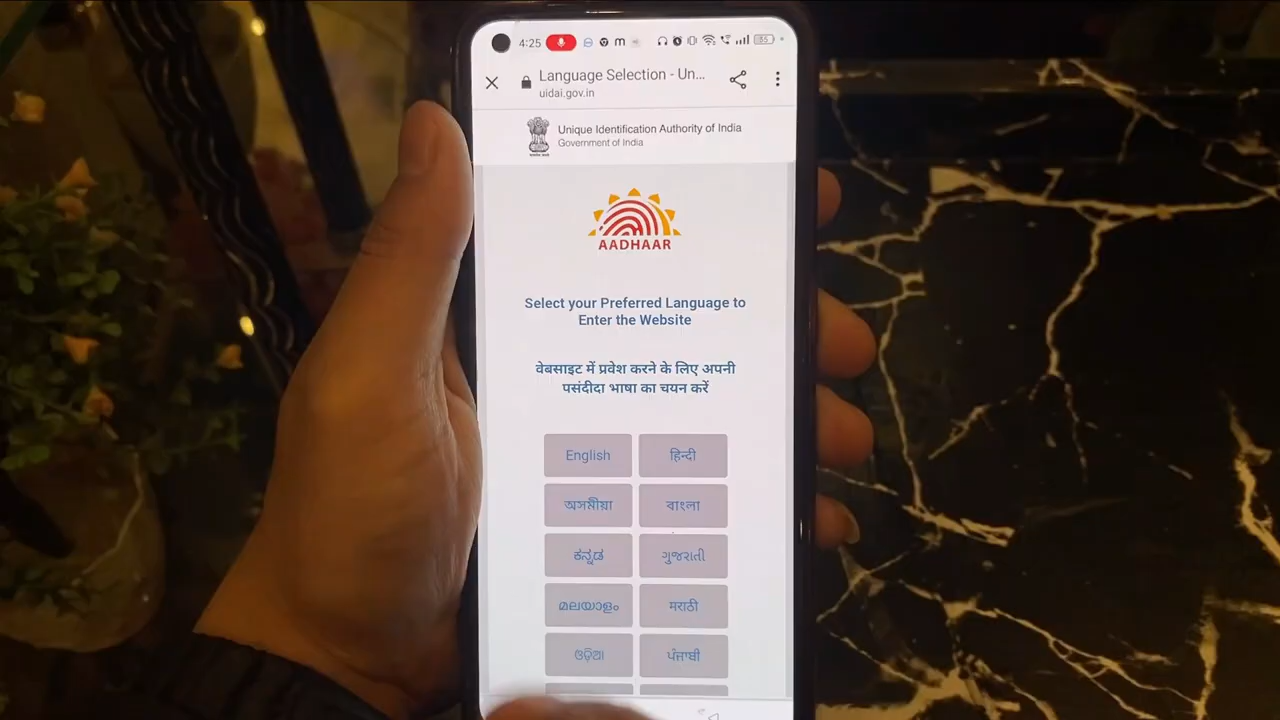 4:25 m 85
Language Selection - Un...
uidai.gov.in
Unique Identification Authority of India
Government of India
AADHAAR
Select your Preferred Language to
Enter the Website
वेबसाइट में प्रवेश करने के लिए अपनी
पसंदीदा भाषा का चयन करें
English हिन्दी
অসমীয়া বাংলা
ಕನ್ನಡ ગુજરાતી
മലയാളം मराठी
ଓଡ଼ିଆ ਪੰਜਾਬੀ